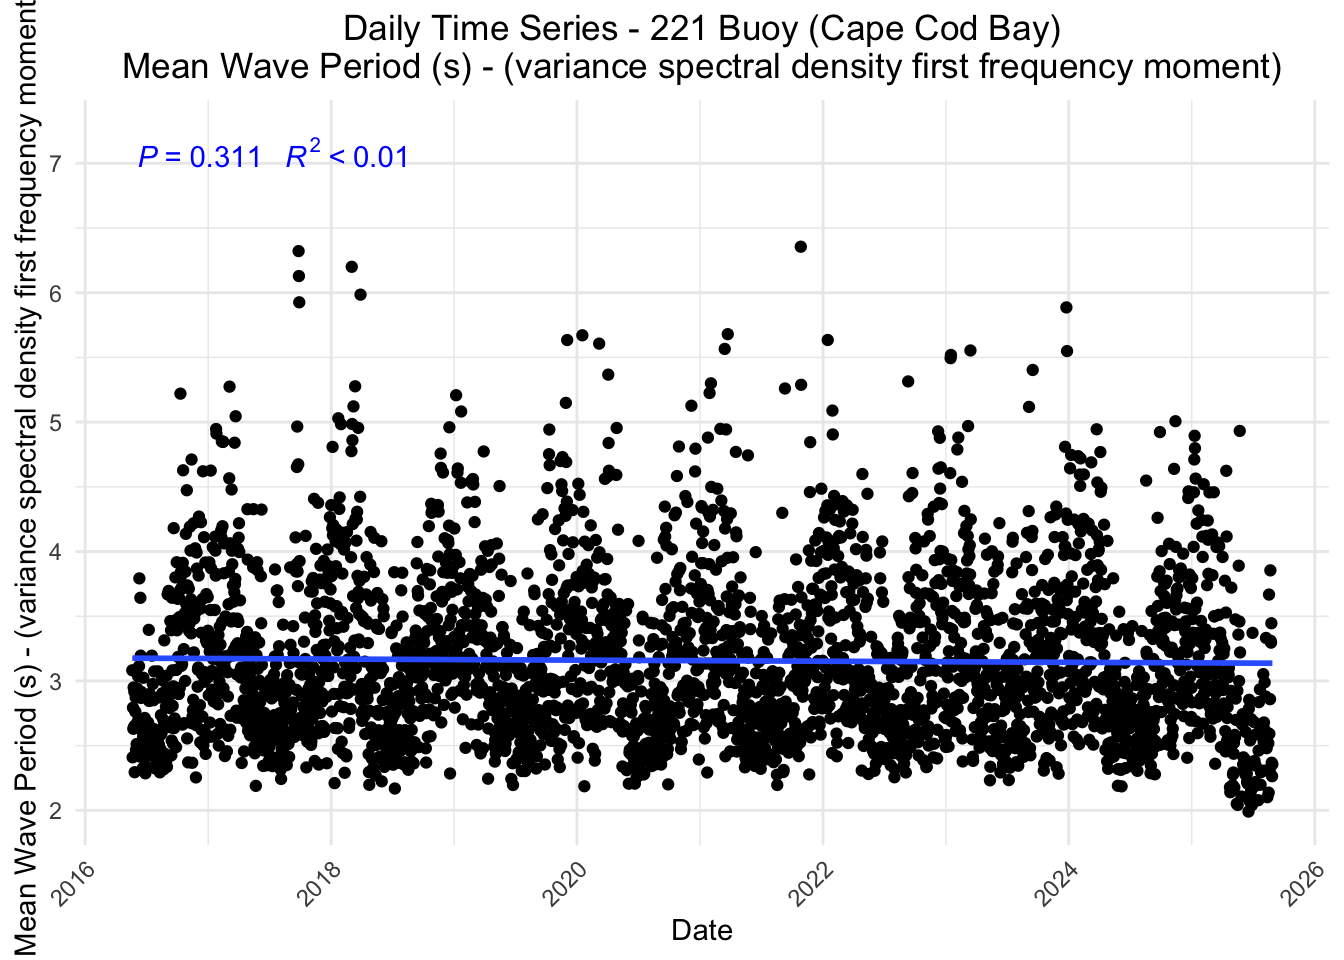 Daily Time Series - 221 Buoy (Cape Cod Bay)
Mean Wave Period (s) - (variance spectral density first frequency moment)
Mean Wave Period (s) - (variance spectral density first frequency moment
P = 0.311 R² < 0.01
7
6
5
4
3
2
2016
2018
2020
2022
2024
2026
Date